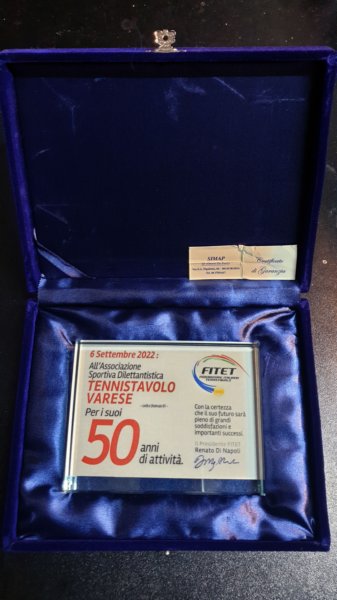 SIMAP
Certificato
di Garanzia
6 Settembre 2022:
All'Associazione
Sportiva Dilettantistica
TENNISTAVOLO
VARESE
Per i suoi
50 anni
di attività.
FITET
Con la certezza
che il suo futuro sarà
pieno di grandi
soddisfazioni e
importanti successi.
Il Presidente FITET
Renato Di Napoli